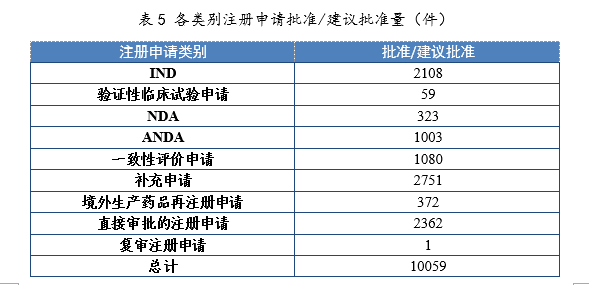 表 5 各类别注册申请批准/建议批准量（件）
注册申请类别 批准/建议批准
IND 2108
验证性临床试验申请 59
NDA 323
ANDA 1003
一致性评价申请 1080
补充申请 2751
境外生产药品再注册申请 372
直接审批的注册申请 2362
复审注册申请 1
总计 10059